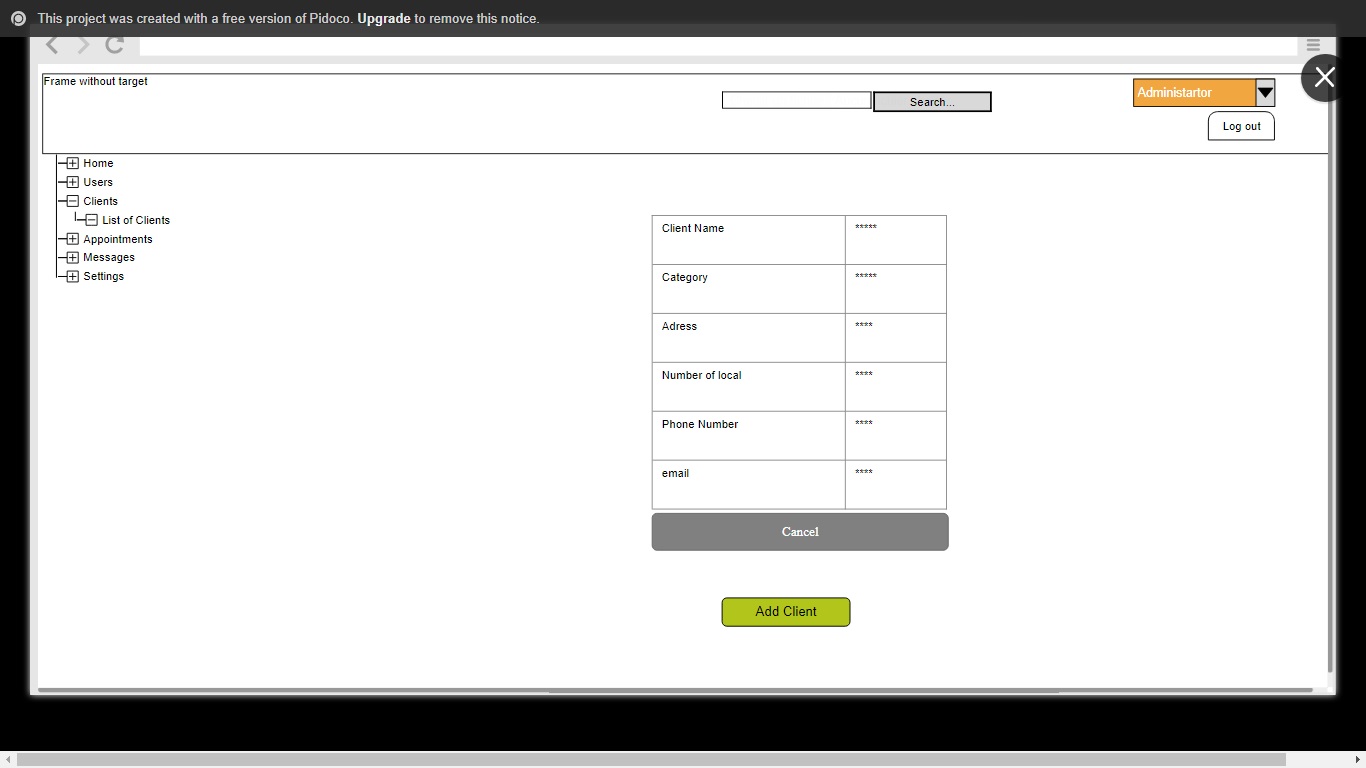 This project was created with a free version of Pidoco. Upgrade to remove this notice.
Frame without target
Administartor
Search...
Log out
Home
Users
Clients
List of Clients
Appointments
Messages
Settings
Client Name *****
Category *****
Adress ****
Number of local ****
Phone Number ****
email ****
Cancel
Add Client